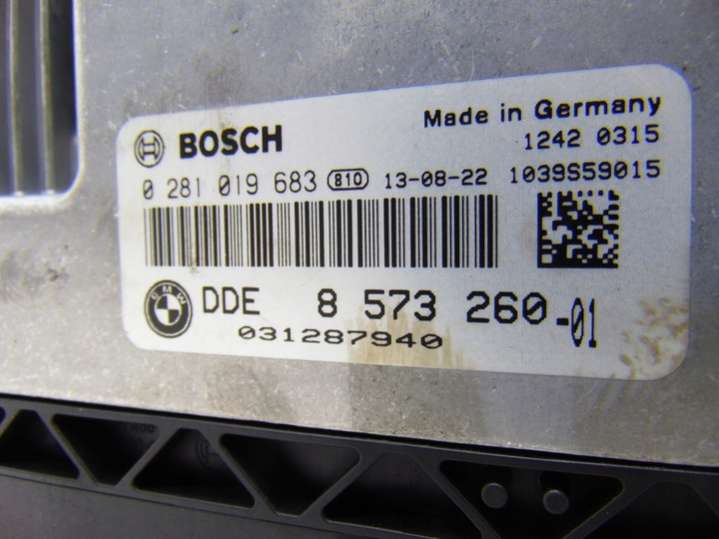 BOSCH
Made in Germany
1242 0315
0 281 019 683 810 13-08-22 1039S59015
BMW DDE 8 573 260-01
031287940